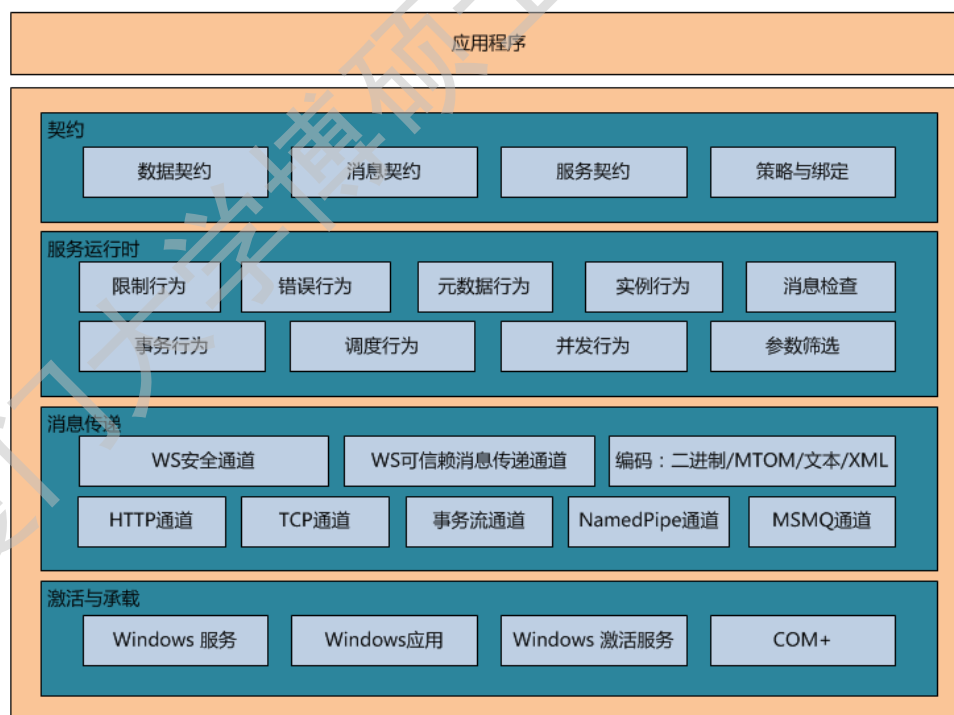 应用程序
契约
数据契约 消息契约 服务契约 策略与绑定
服务运行时
限制行为 错误行为 元数据行为 实例行为 消息检查
事务行为 调度行为 并发行为 参数筛选
消息传递
WS安全通道 WS可信赖消息传递通道 编码：二进制/MTOM/文本/XML
HTTP通道 TCP通道 事务流通道 NamedPipe通道 MSMQ通道
激活与承载
Windows 服务 Windows应用 Windows 激活服务 COM+
门大学博硕